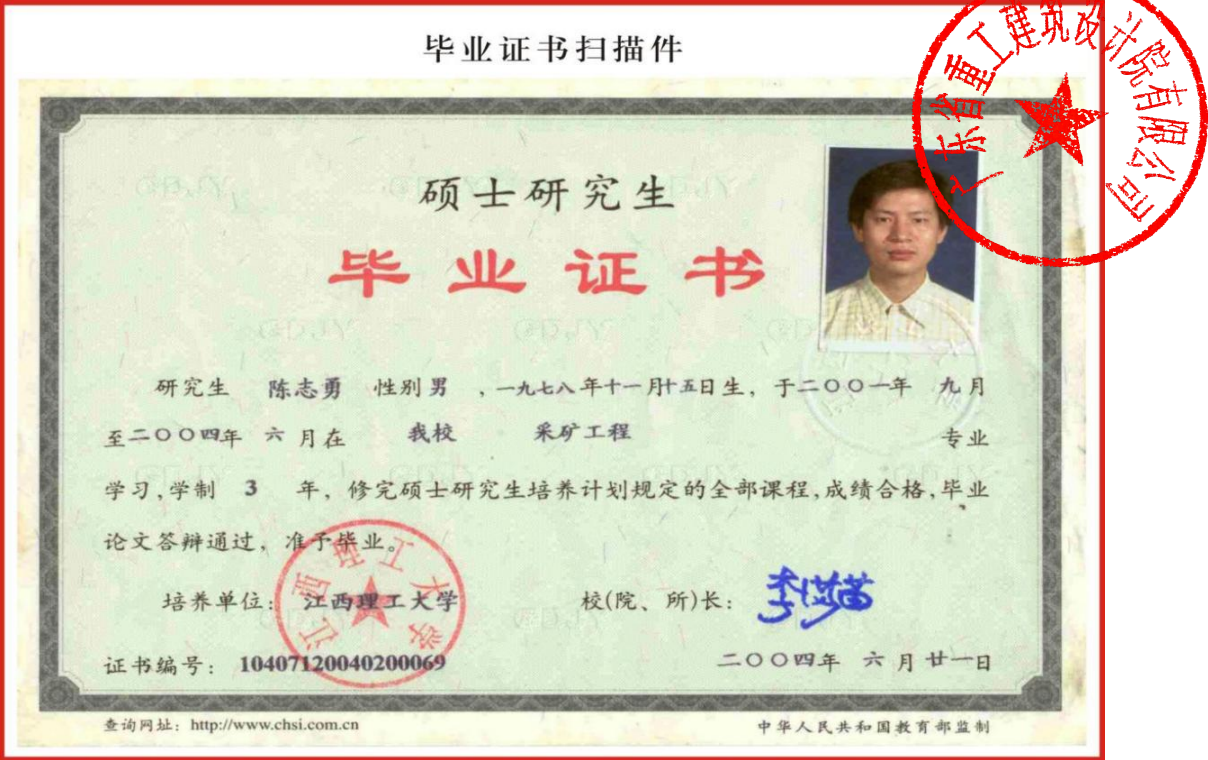 毕业证书扫描件
广东省重工建筑设计院有限公司
硕士研究生
毕业证书
研究生 陈志勇 性别 男 ,一九七八年十一月十五日生, 于二〇〇一年 九月
至二〇〇四年 六 月在 我校 采矿工程 专业
学习,学制 3 年, 修完硕士研究生培养计划规定的全部课程,成绩合格,毕业
论文答辩通过, 准予毕业。
江西理工大学
培养单位: 江西理工大学 校(院、所)长:
证书编号: 10407120040200069 二〇〇四年 六 月 廿一日
查询网址: http://www.chsi.com.cn 中华人民共和国教育部监制